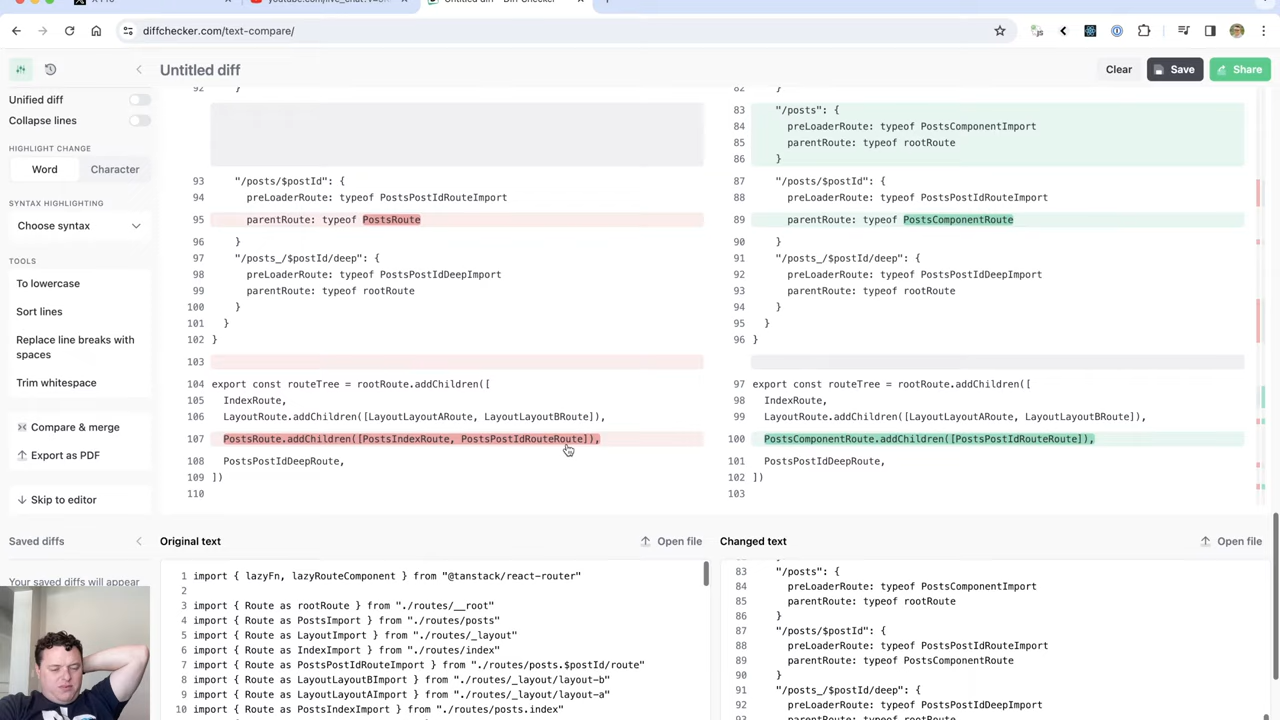 Untitled diff - Diff Checker
diffchecker.com/text-compare/
Untitled diff
Clear
Save
Share
Unified diff
Collapse lines
HIGHLIGHT CHANGE
Word
Character
SYNTAX HIGHLIGHTING
Choose syntax
TOOLS
To lowercase
Sort lines
Replace line breaks with
spaces
Trim whitespace
Compare & merge
Export as PDF
Skip to editor
Saved diffs
Your saved diffs will appear
92 }
93 "/posts/$postId": {
94 preLoaderRoute: typeof PostsPostIdRouteImport
95 parentRoute: typeof PostsRoute
96 }
97 "/posts_/$postId/deep": {
98 preLoaderRoute: typeof PostsPostIdDeepImport
99 parentRoute: typeof rootRoute
100 }
101 }
102 }
103
104 export const routeTree = rootRoute.addChildren([
105 IndexRoute,
106 LayoutRoute.addChildren([LayoutLayoutARoute, LayoutLayoutBRoute]),
107 PostsRoute.addChildren([PostsIndexRoute, PostsPostIdRouteRoute]),
108 PostsPostIdDeepRoute,
109 ])
110
82 }
83 "/posts": {
84 preLoaderRoute: typeof PostsComponentImport
85 parentRoute: typeof rootRoute
86 }
87 "/posts/$postId": {
88 preLoaderRoute: typeof PostsPostIdRouteImport
89 parentRoute: typeof PostsComponentRoute
90 }
91 "/posts_/$postId/deep": {
92 preLoaderRoute: typeof PostsPostIdDeepImport
93 parentRoute: typeof rootRoute
94 }
95 }
96 }
97 export const routeTree = rootRoute.addChildren([
98 IndexRoute,
99 LayoutRoute.addChildren([LayoutLayoutARoute, LayoutLayoutBRoute]),
100 PostsComponentRoute.addChildren([PostsPostIdRouteRoute]),
101 PostsPostIdDeepRoute,
102 ])
103
Original text
Open file
1 import { lazyFn, lazyRouteComponent } from "@tanstack/react-router"
2
3 import { Route as rootRoute } from "./routes/__root"
4 import { Route as PostsImport } from "./routes/posts"
5 import { Route as LayoutImport } from "./routes/_layout"
6 import { Route as IndexImport } from "./routes/index"
7 import { Route as PostsPostIdRouteImport } from "./routes/posts.$postId/route"
8 import { Route as LayoutLayoutBImport } from "./routes/_layout/layout-b"
9 import { Route as LayoutLayoutAImport } from "./routes/_layout/layout-a"
10 import { Route as PostsIndexImport } from "./routes/posts.index"
Changed text
Open file
83 "/posts": {
84 preLoaderRoute: typeof PostsComponentImport
85 parentRoute: typeof rootRoute
86 }
87 "/posts/$postId": {
88 preLoaderRoute: typeof PostsPostIdRouteImport
89 parentRoute: typeof PostsComponentRoute
90 }
91 "/posts_/$postId/deep": {
92 preLoaderRoute: typeof PostsPostIdDeepImport
93 parentRoute: typeof rootRoute